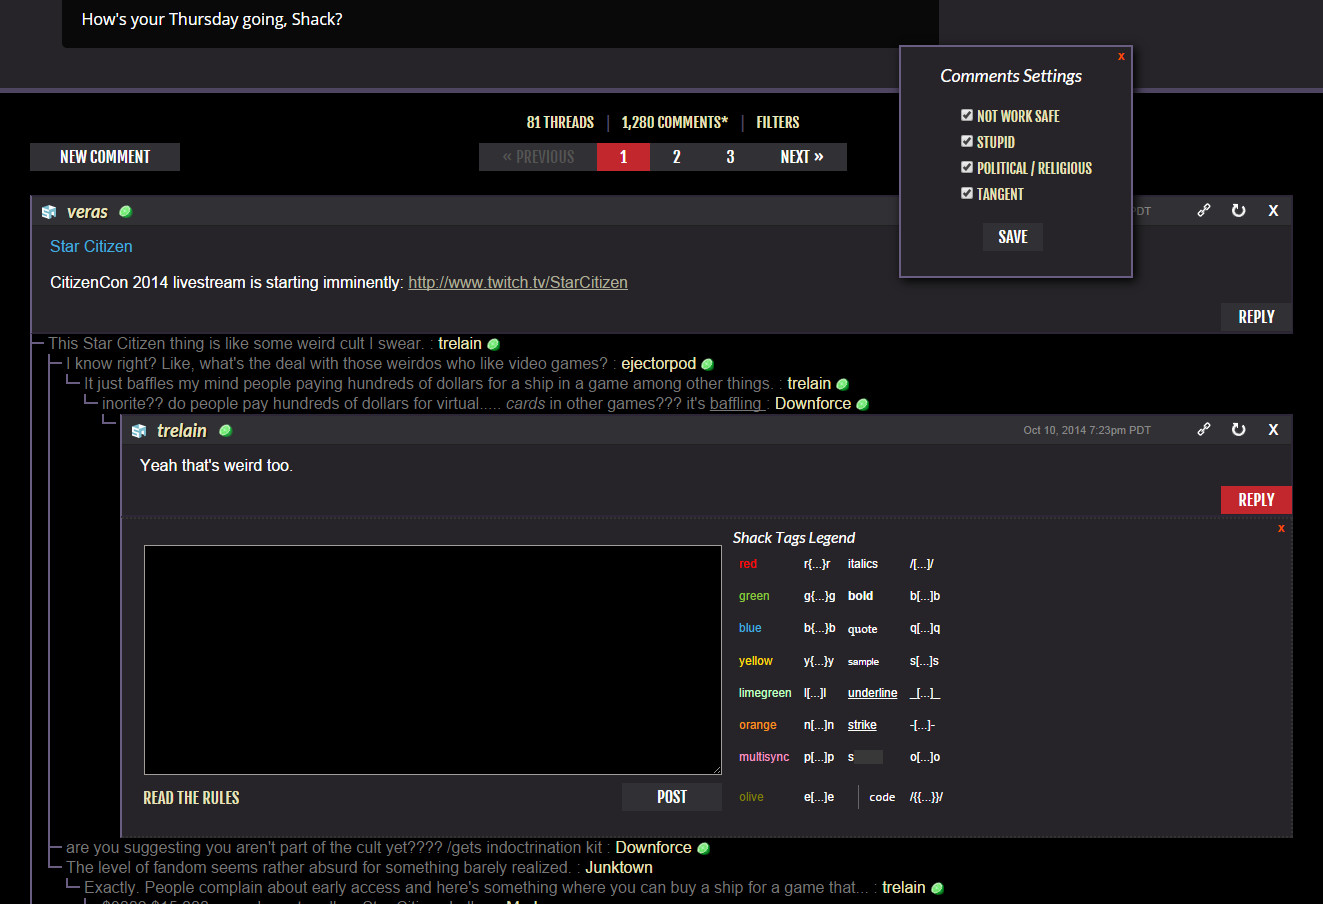 How's your Thursday going, Shack?
x
Comments Settings
NOT WORK SAFE
STUPID
POLITICAL / RELIGIOUS
TANGENT
SAVE
81 THREADS | 1,280 COMMENTS* | FILTERS
NEW COMMENT
« PREVIOUS 1 2 3 NEXT »
veras PDT X
Star Citizen
CitizenCon 2014 livestream is starting imminently: http://www.twitch.tv/StarCitizen
REPLY
This Star Citizen thing is like some weird cult I swear. : trelain
I know right? Like, what's the deal with those weirdos who like video games? : ejectorpod
It just baffles my mind people paying hundreds of dollars for a ship in a game among other things. : trelain
inorite?? do people pay hundreds of dollars for virtual..... cards in other games??? it's baffling : Downforce
trelain Oct 10, 2014 7:23pm PDT X
Yeah that's weird too.
REPLY
x
Shack Tags Legend
red r{...}r italics /[...]/
green g{...}g bold b[...]b
blue b{...}b quote q[...]q
yellow y{...}y sample s[...]s
limegreen l[...]l underline _[...]_
orange n[...]n strike -[...]-
multisync p[...]p s o[...]o
olive e[...]e code /{{...}}/
READ THE RULES POST
are you suggesting you aren't part of the cult yet???? /gets indoctrination kit : Downforce
The level of fandom seems rather absurd for something barely realized. : Junktown
Exactly. People complain about early access and here's something where you can buy a ship for a game that... : trelain